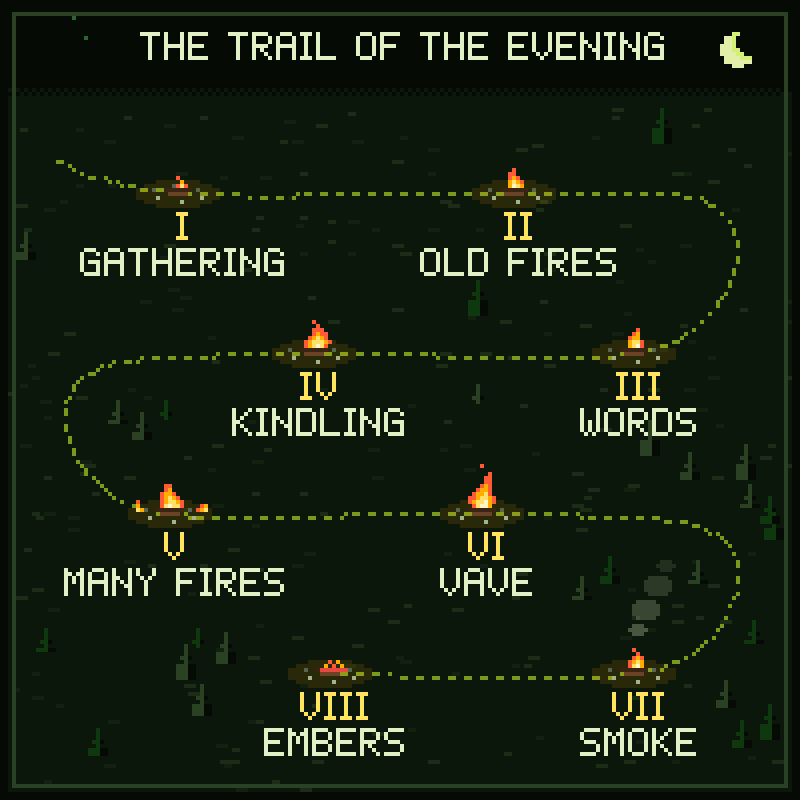 THE TRAIL OF THE EVENING
I
GATHERING
II
OLD FIRES
III
WORDS
IV
KINDLING
V
MANY FIRES
VI
VAVE
VII
SMOKE
VIII
EMBERS